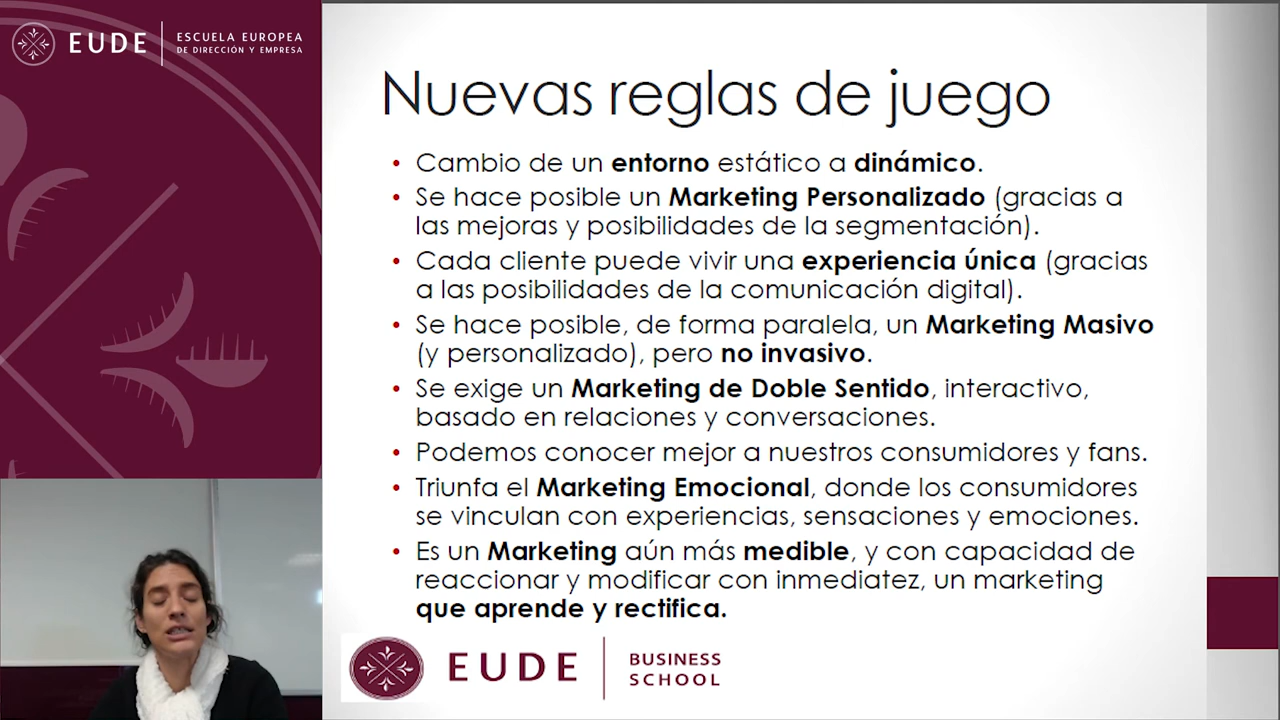 EUDE
ESCUELA EUROPEA
DE DIRECCIÓN Y EMPRESA
Nuevas reglas de juego
• Cambio de un entorno estático a dinámico.
• Se hace posible un Marketing Personalizado (gracias a
las mejoras y posibilidades de la segmentación).
• Cada cliente puede vivir una experiencia única (gracias
a las posibilidades de la comunicación digital).
• Se hace posible, de forma paralela, un Marketing Masivo
(y personalizado), pero no invasivo.
• Se exige un Marketing de Doble Sentido, interactivo,
basado en relaciones y conversaciones.
• Podemos conocer mejor a nuestros consumidores y fans.
• Triunfa el Marketing Emocional, donde los consumidores
se vinculan con experiencias, sensaciones y emociones.
• Es un Marketing aún más medible, y con capacidad de
reaccionar y modificar con inmediatez, un marketing
que aprende y rectifica.
EUDE
BUSINESS
SCHOOL